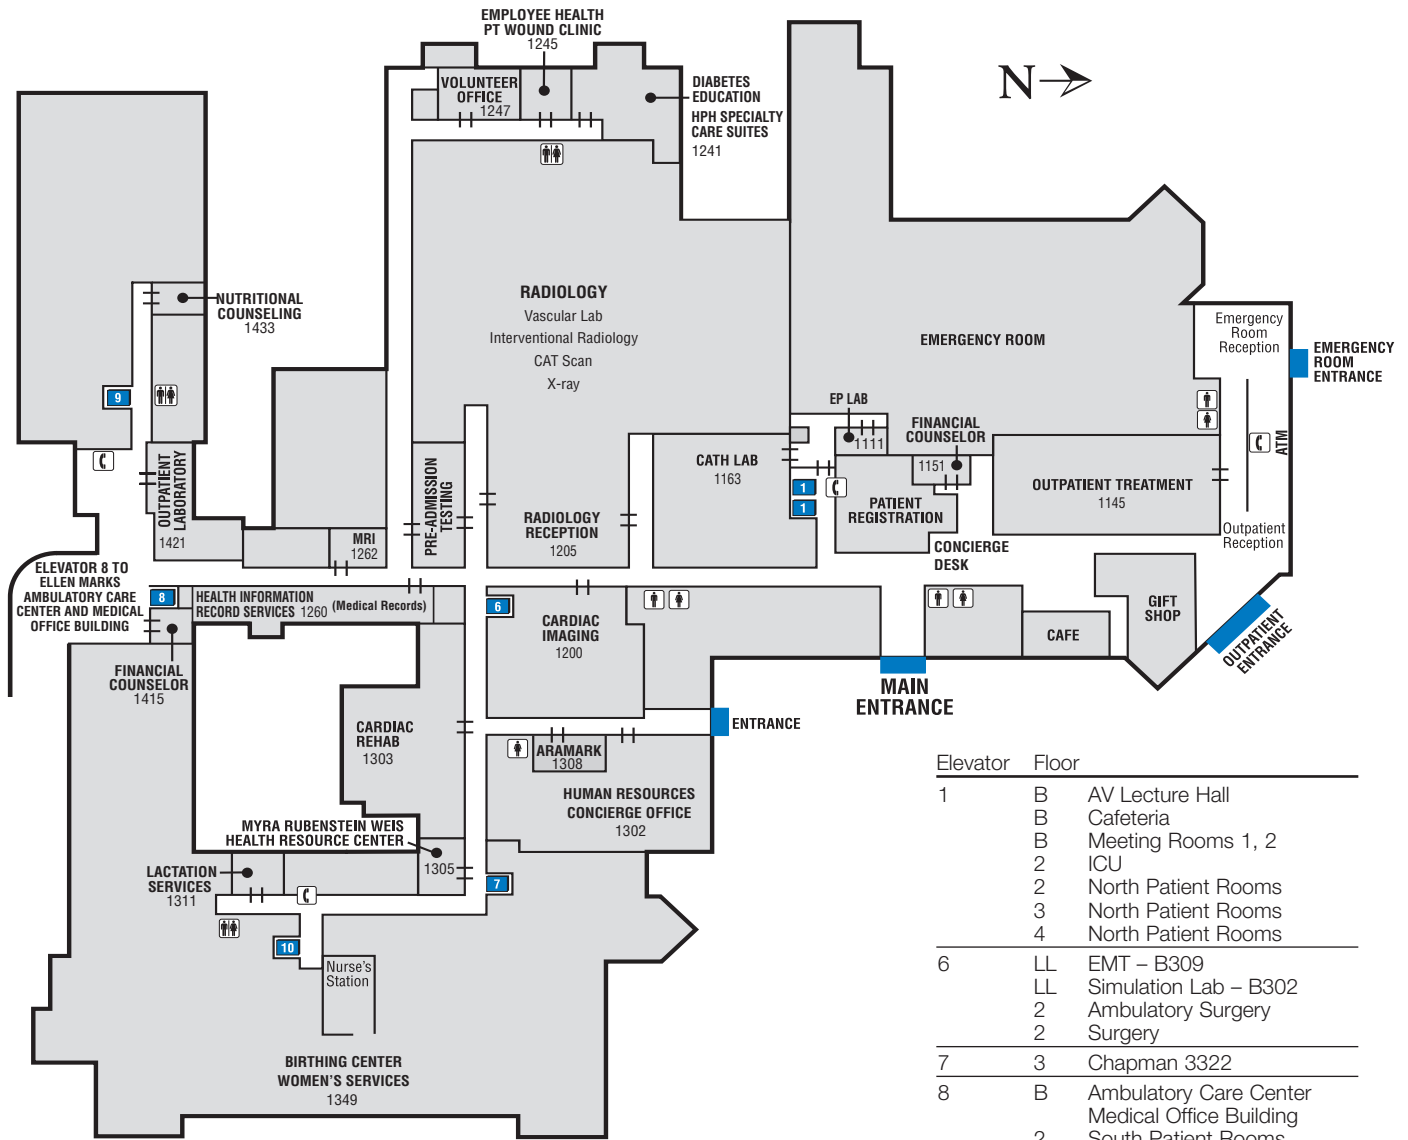 EMPLOYEE HEALTH
PT WOUND CLINIC
1245
VOLUNTEER
OFFICE
1247
DIABETES
EDUCATION
HPH SPECIALTY
CARE SUITES
1241
N
NUTRITIONAL
COUNSELING
1433
RADIOLOGY
Vascular Lab
Interventional Radiology
CAT Scan
X-ray
EMERGENCY ROOM
Emergency
Room
Reception
EMERGENCY
ROOM
ENTRANCE
9
EP LAB
1111
FINANCIAL
COUNSELOR
1151
ATM
OUTPATIENT
LABORATORY
1421
PRE-ADMISSION
TESTING
CATH LAB
1163
1
1
PATIENT
REGISTRATION
OUTPATIENT TREATMENT
1145
RADIOLOGY
RECEPTION
1205
MRI
1262
CONCIERGE
DESK
Outpatient
Reception
ELEVATOR 8 TO
ELLEN MARKS
AMBULATORY CARE
CENTER AND MEDICAL
OFFICE BUILDING
8
HEALTH INFORMATION
RECORD SERVICES 1260 (Medical Records)
6
CARDIAC
IMAGING
1200
GIFT
SHOP
CAFE
OUTPATIENT
ENTRANCE
FINANCIAL
COUNSELOR
1415
MAIN
ENTRANCE
ENTRANCE
CARDIAC
REHAB
1303
ARAMARK
1308
HUMAN RESOURCES
CONCIERGE OFFICE
1302
MYRA RUBENSTEIN WEIS
HEALTH RESOURCE CENTER
1305
LACTATION
SERVICES
1311
7
10
Nurse's
Station
BIRTHING CENTER
WOMEN'S SERVICES
1349
Elevator Floor
1 B AV Lecture Hall
B Cafeteria
B Meeting Rooms 1, 2
2 ICU
2 North Patient Rooms
3 North Patient Rooms
4 North Patient Rooms
6 LL EMT – B309
LL Simulation Lab – B302
2 Ambulatory Surgery
2 Surgery
7 3 Chapman 3322
8 B Ambulatory Care Center
Medical Office Building
2 South Patient Rooms